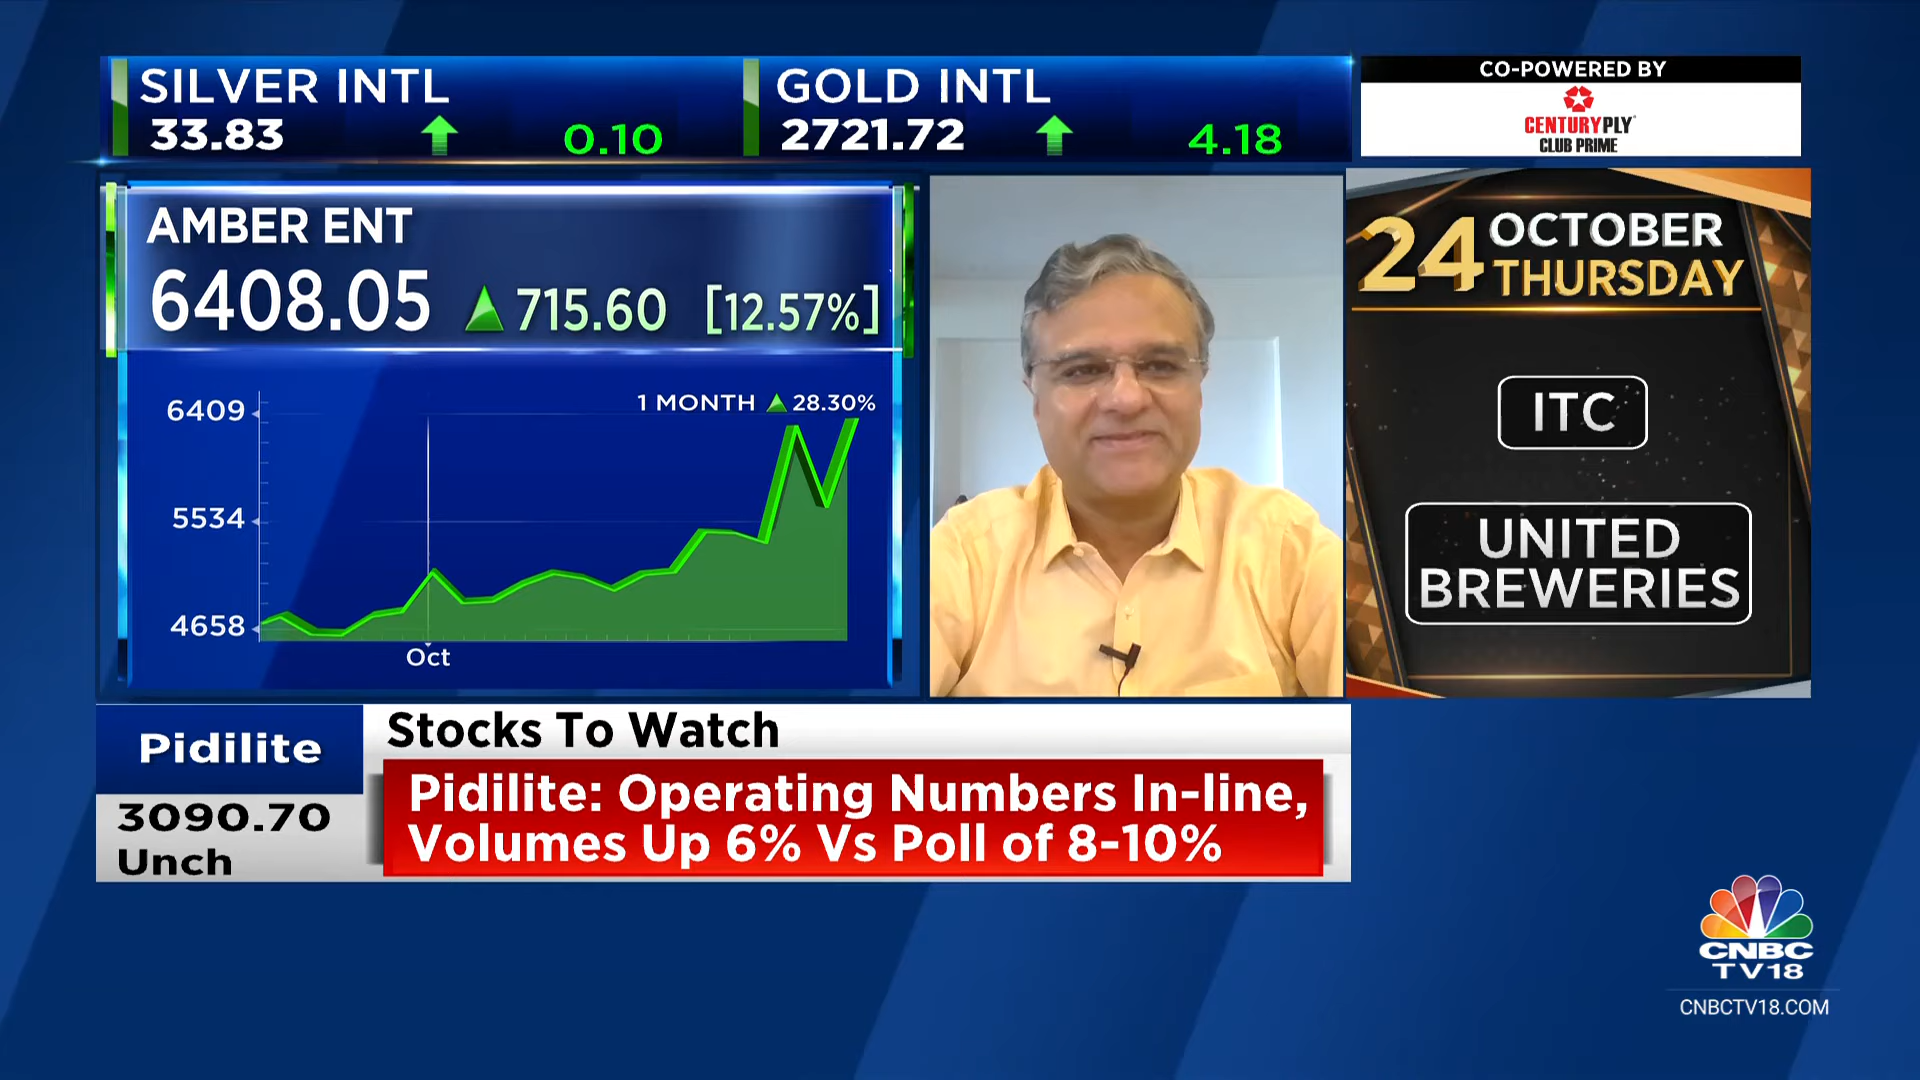 SILVER INTL
33.83 0.10
GOLD INTL
2721.72 4.18
CO-POWERED BY
CENTURYPLY
CLUB PRIME
AMBER ENT
6408.05 715.60 [12.57%]
1 MONTH 28.30%
6409
5534
4658
Oct
24 OCTOBER
THURSDAY
ITC
UNITED
BREWERIES
Pidilite
3090.70
Unch
Stocks To Watch
Pidilite: Operating Numbers In-line,
Volumes Up 6% Vs Poll of 8-10%
CNBC
TV18
CNBCTV18.COM